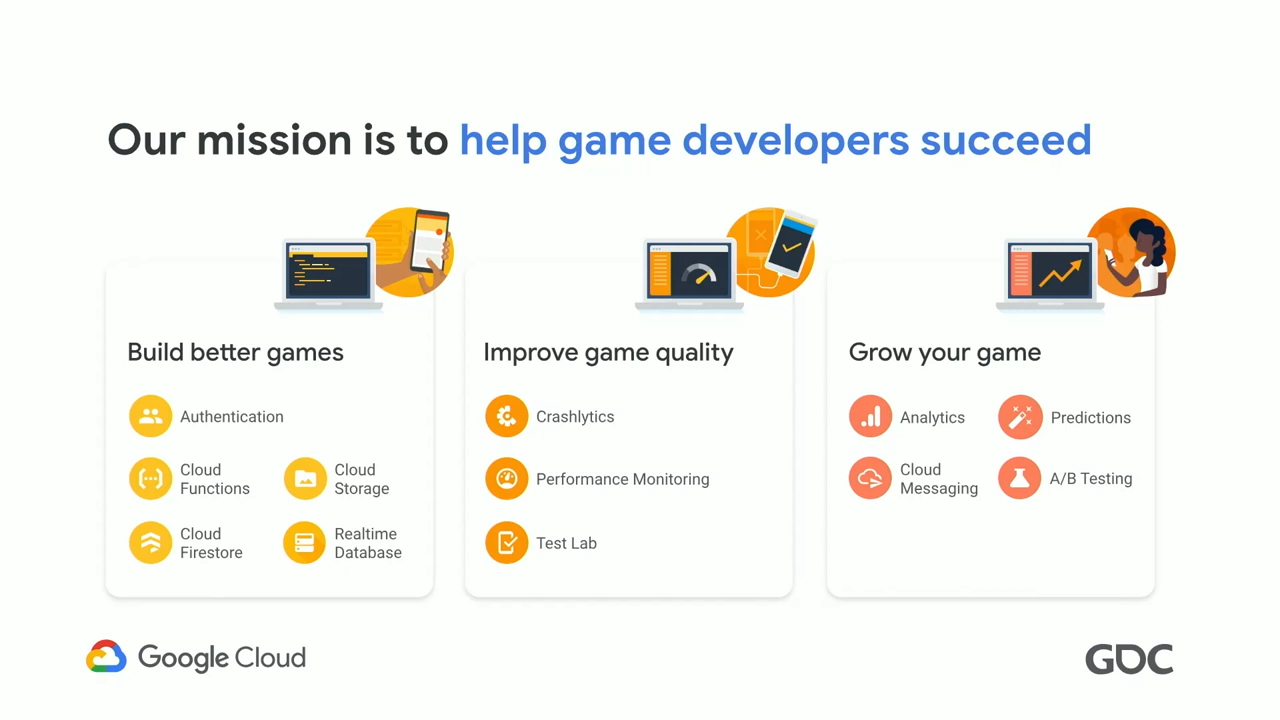 Our mission is to help game developers succeed
Build better games
Authentication
Cloud
Functions
Cloud
Storage
Cloud
Firestore
Realtime
Database
Improve game quality
Crashlytics
Performance Monitoring
Test Lab
Grow your game
Analytics
Predictions
Cloud
Messaging
A/B Testing
Google Cloud
GDC